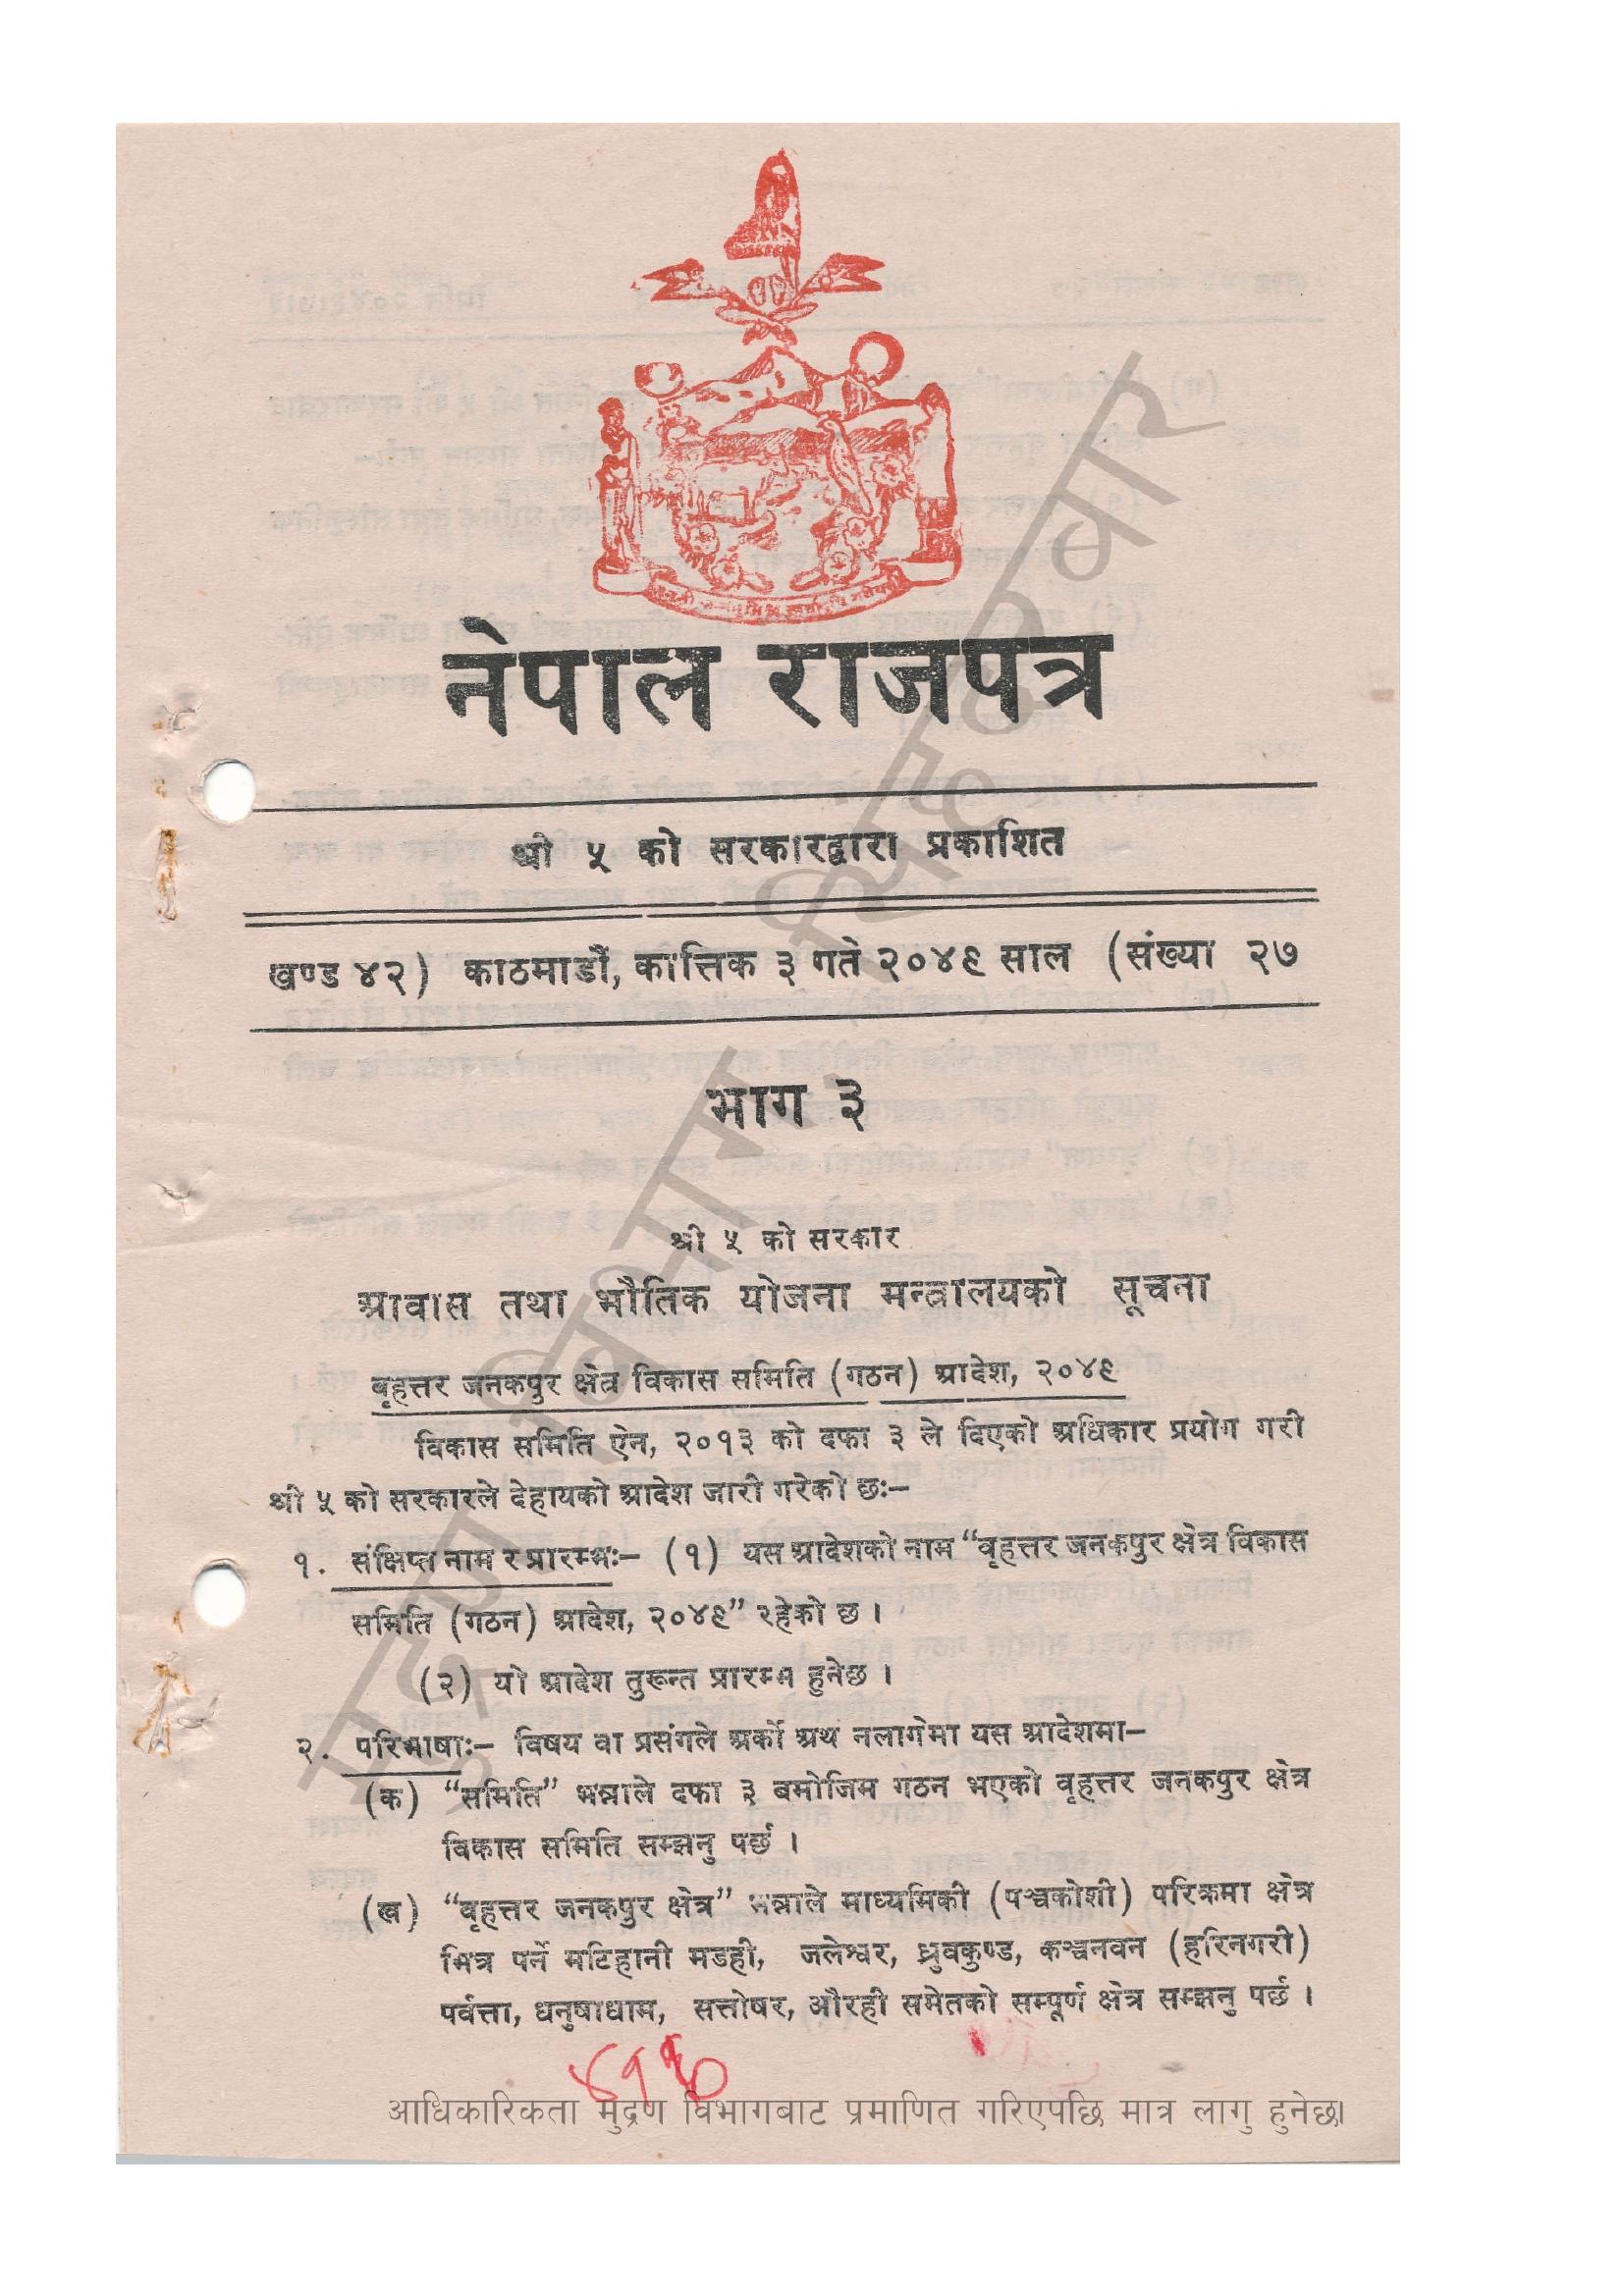 नेपाल राजपत्र
श्री ५ को सरकारद्वारा प्रकाशित
खण्ड ४२) काठमाडौं, कार्त्तिक ३ गते २०४९ साल (संख्या २७
भाग ३
श्री ५ को सरकार
आवास तथा भौतिक योजना मन्त्रालयको सूचना
बृहत्तर जनकपुर क्षेत्र विकास समिति (गठन) आदेश, २०४९
विकास समिति ऐन, २०१३ को दफा ३ ले दिएको अधिकार प्रयोग गरी
श्री ५ को सरकारले देहायको आदेश जारी गरेको छः–
१. संक्षिप्त नाम र प्रारम्भः– (१) यस आदेशको नाम “वृहत्तर जनकपुर क्षेत्र विकास
समिति (गठन) आदेश, २०४९” रहेको छ ।
(२) यो आदेश तुरून्त प्रारम्भ हुनेछ ।
२. परिभाषाः– विषय वा प्रसंगले अर्को अर्थ नलागेमा यस आदेशमा–
(क) “समिति” भन्नाले दफा ३ बमोजिम गठन भएको वृहत्तर जनकपुर क्षेत्र
विकास समिति सम्झनु पर्छ ।
(ख) “वृहत्तर जनकपुर क्षेत्र” भन्नाले माध्यमिकी (पञ्चकोशी) परिक्रमा क्षेत्र
भित्र पर्ने मटिहानी मडही, जलेश्वर, ध्रुवकुण्ड, कञ्चनवन (हरिनगरी)
पर्वत्ता, धनुषाधाम, सत्तोषर, औरही समेतको सम्पूर्ण क्षेत्र सम्झनु पर्छ ।
आधिकारिकता मुद्रण विभागबाट प्रमाणित गरिएपछि मात्र लागु हुनेछ।